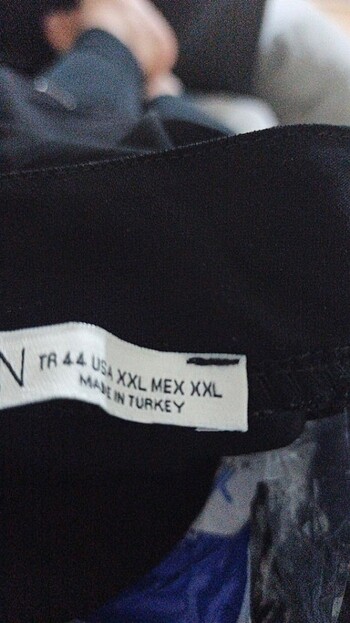 N TR 44 USA XXL MEX XXL
MADE IN TURKEY
K